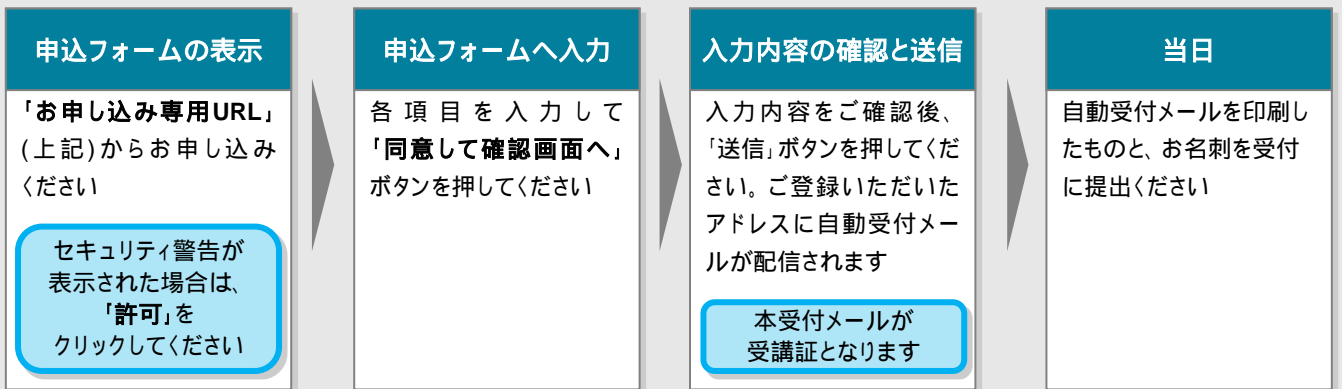 申込フォームの表示
「お申し込み専用URL」
(上記)からお申し込み
ください
セキュリティ警告が
表示された場合は、
「許可」を
クリックしてください
申込フォームへ入力
各項目を入力して
「同意して確認画面へ」
ボタンを押してください
入力内容の確認と送信
入力内容をご確認後、
「送信」ボタンを押してくだ
さい。ご登録いただいた
アドレスに自動受付メー
ルが配信されます
本受付メールが
受講証となります
当日
自動受付メールを印刷し
たものと、お名刺を受付
に提出ください